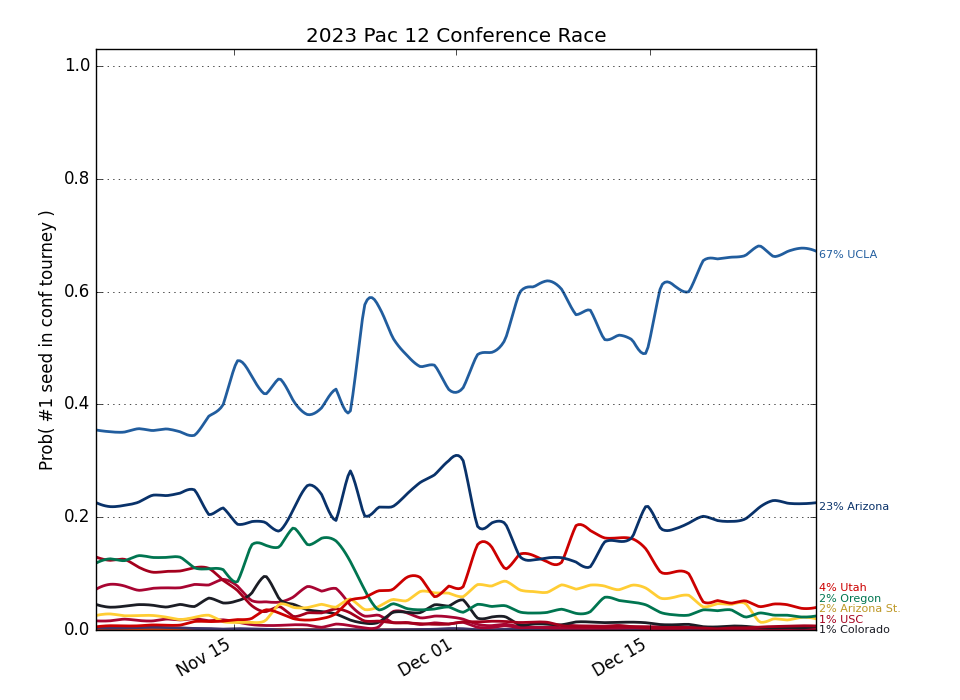 2023 Pac 12 Conference Race
Prob( #1 seed in conf tourney )
1.0
0.8
0.6
0.4
0.2
0.0
67% UCLA
23% Arizona
4% Utah
2% Oregon
2% Arizona St.
1% USC
1% Colorado
Nov 15
Dec 01
Dec 15